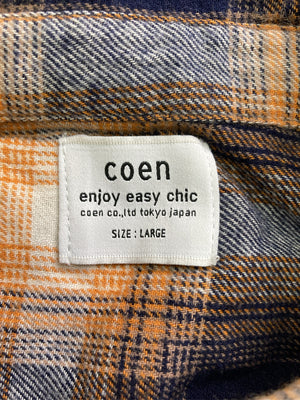 coen
enjoy easy chic
coen co.,ltd tokyo japan
SIZE : LARGE